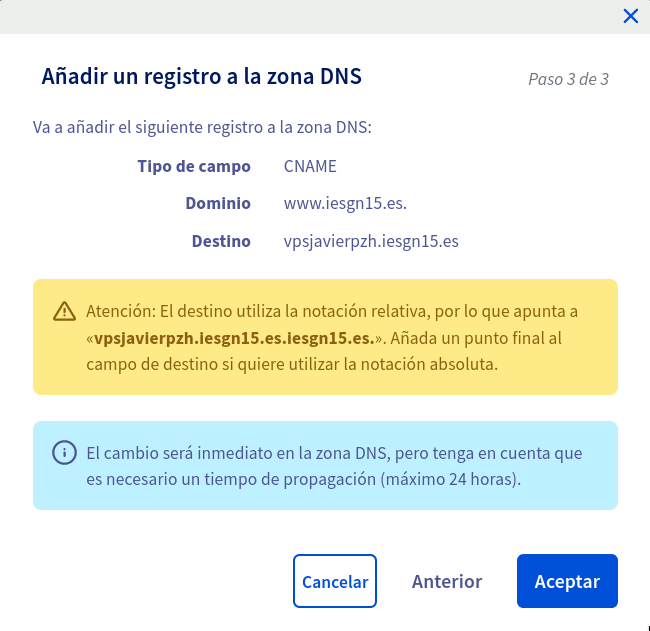 Añadir un registro a la zona DNS
Paso 3 de 3
Va a añadir el siguiente registro a la zona DNS:
Tipo de campo CNAME
Dominio www.iesgn15.es.
Destino vpsjavierpzh.iesgn15.es
Atención: El destino utiliza la notación relativa, por lo que apunta a
«vpsjavierpzh.iesgn15.es.iesgn15.es.». Añada un punto final al
campo de destino si quiere utilizar la notación absoluta.
El cambio será inmediato en la zona DNS, pero tenga en cuenta que
es necesario un tiempo de propagación (máximo 24 horas).
Cancelar Anterior Aceptar